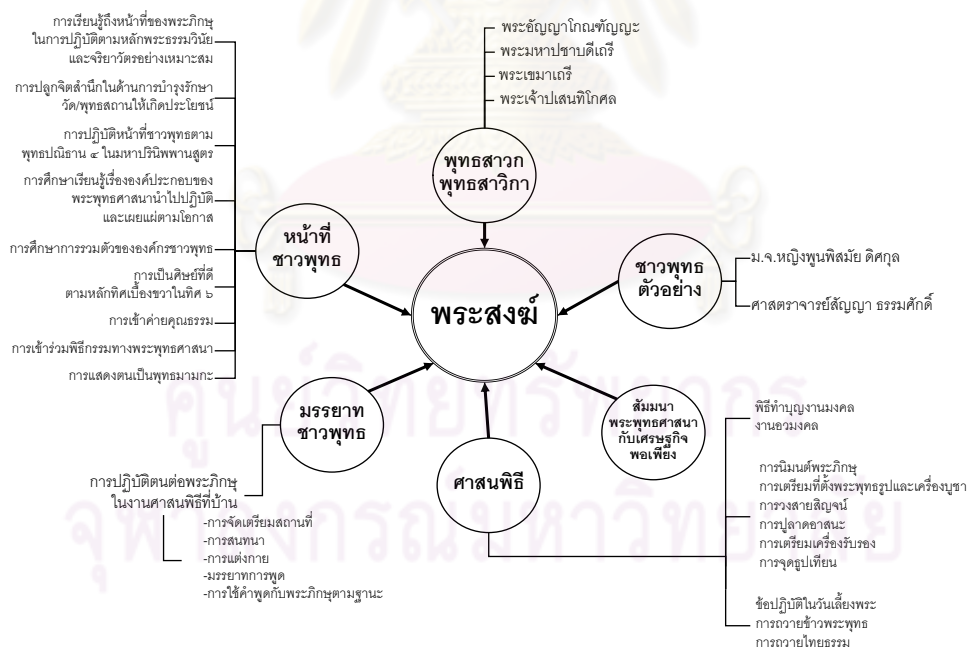 การเรียนรู้ถึงหน้าที่ของพระภิกษุ
ในการปฏิบัติตามหลักพระธรรมวินัย
และจริยาวัตรอย่างเหมาะสม
การปลูกจิตสำนึกในด้านการบำรุงรักษา
วัด/พุทธสถานให้เกิดประโยชน์
การปฏิบัติหน้าที่ชาวพุทธตาม
พุทธปณิธาน ๔ ในมหาปรินิพพานสูตร
การศึกษาเรียนรู้เรื่ององค์ประกอบของ
พระพุทธศาสนานำไปปฏิบัติ
และเผยแผ่ตามโอกาส
การศึกษาการรวมตัวขององค์กรชาวพุทธ
การเป็นศิษย์ที่ดี
ตามหลักทิศเบื้องขวาในทิศ ๖
การเข้าค่ายคุณธรรม
การเข้าร่วมพิธีกรรมทางพระพุทธศาสนา
การแสดงตนเป็นพุทธมามกะ
หน้าที่
ชาวพุทธ
พระอัญญาโกณฑัญญะ
พระมหาปชาบดีเถรี
พระเขมาเถรี
พระเจ้าปเสนทิโกศล
พุทธสาวก
พุทธสาวิกา
พระสงฆ์
ชาวพุทธ
ตัวอย่าง
ม.จ.หญิงพูนพิสมัย ดิศกุล
ศาสตราจารย์สัญญา ธรรมศักดิ์
มรรยาท
ชาวพุทธ
การปฏิบัติตนต่อพระภิกษุ
ในงานศาสนพิธีที่บ้าน
-การจัดเตรียมสถานที่
-การสนทนา
-การแต่งกาย
-มรรยาทการพูด
-การใช้คำพูดกับพระภิกษุตามฐานะ
ศาสนพิธี
สัมมนา
พระพุทธศาสนา
กับเศรษฐกิจ
พอเพียง
พิธีทำบุญงานมงคล
งานอวมงคล
การนิมนต์พระภิกษุ
การเตรียมที่ตั้งพระพุทธรูปและเครื่องบูชา
การวงสายสิญจน์
การปูลาดอาสนะ
การเตรียมเครื่องรับรอง
การจุดธูปเทียน
ข้อปฏิบัติในวันเลี้ยงพระ
การถวายข้าวพระพุทธ
การถวายไทยธรรม
ศูนย์วิทยทรัพยากร
จุฬาลงกรณ์มหาวิทยาลัย